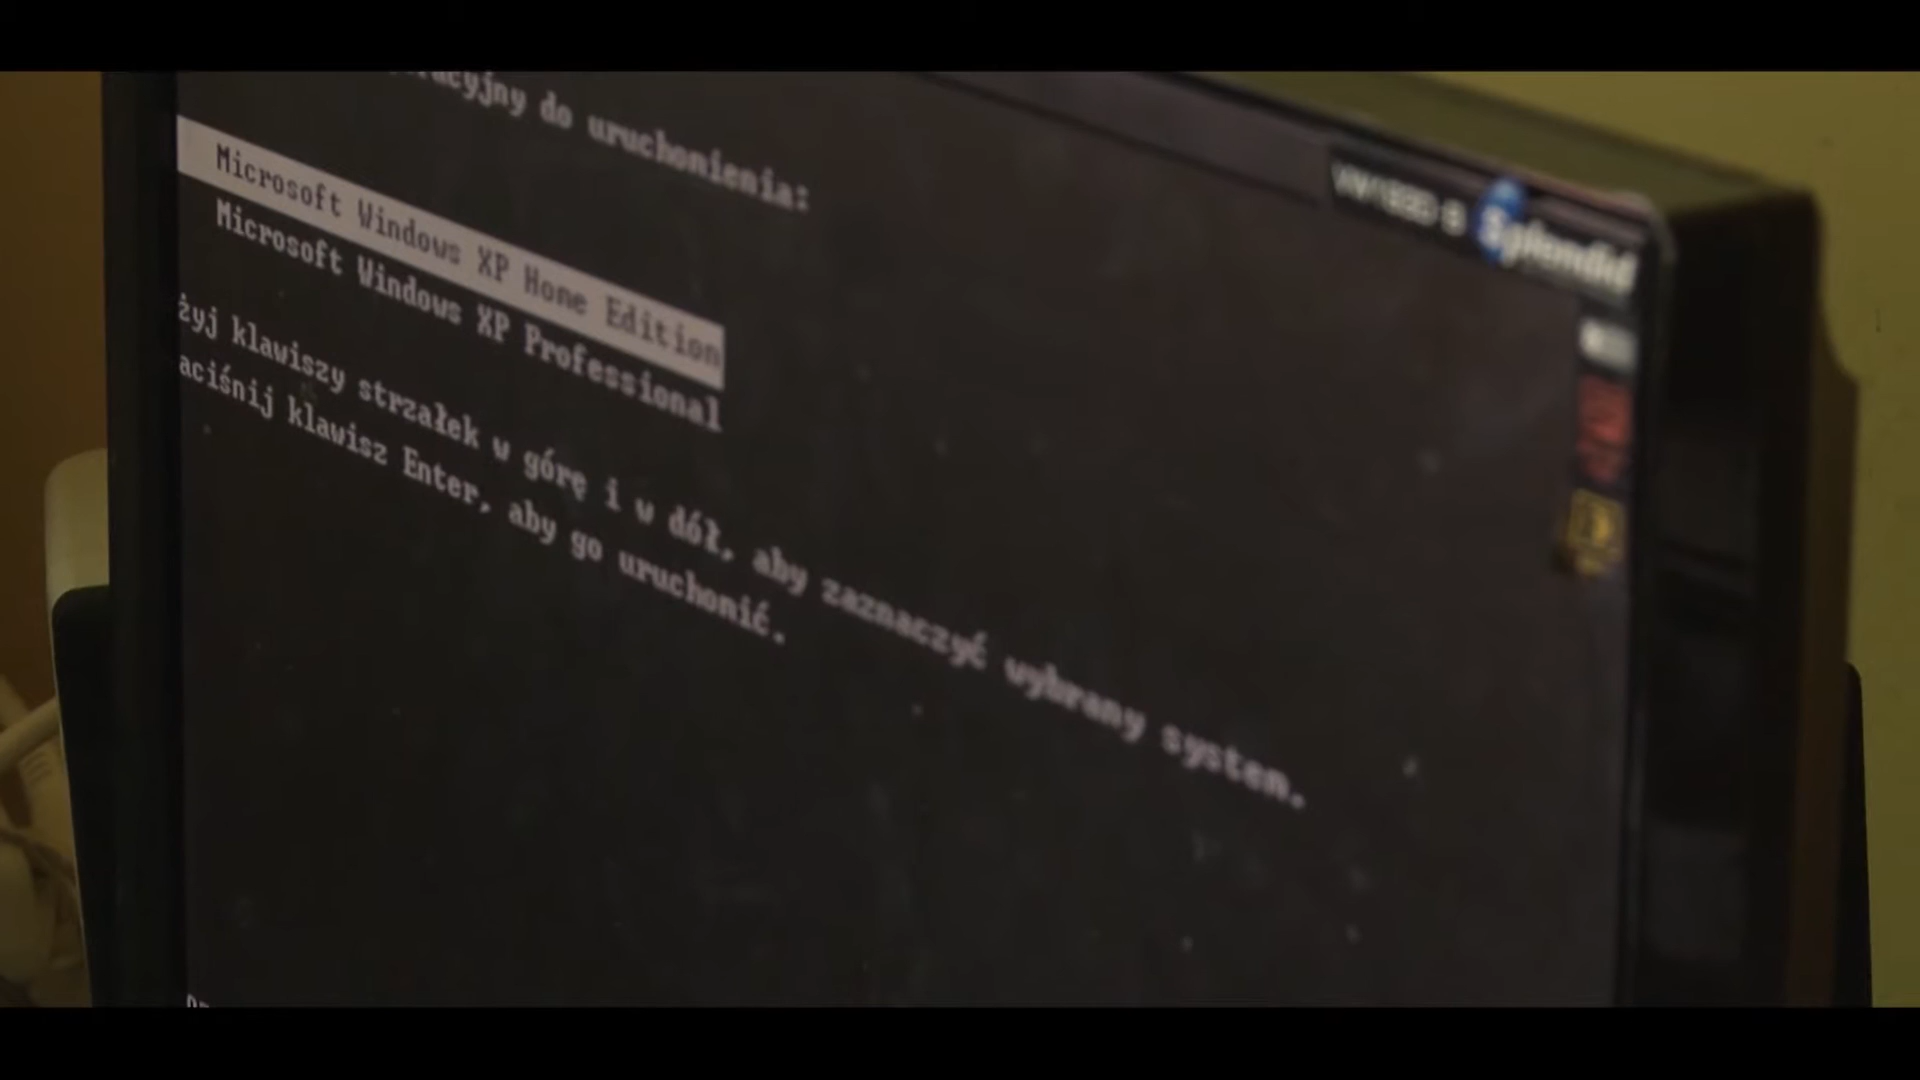 do uruchomienia:
Microsoft Windows XP Home Edition
Microsoft Windows XP Professional
żyj klawiszy strzałek w górę i w dół, aby zaznaczyć wybrany system.
aciśnij klawisz Enter, aby go uruchomić.
Splendid